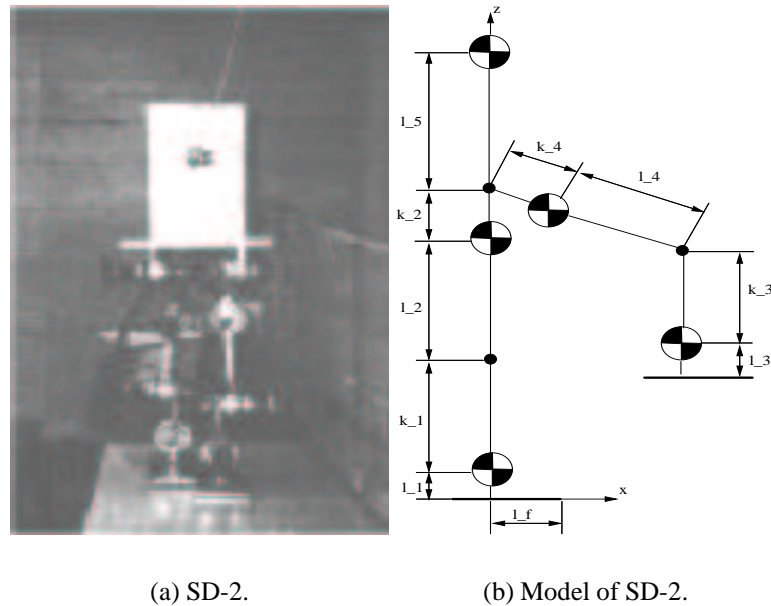 z
l_5
k_4
l_4
k_2
k_3
l_2
l_3
k_1
l_1
x
l_f
(a) SD-2.
(b) Model of SD-2.